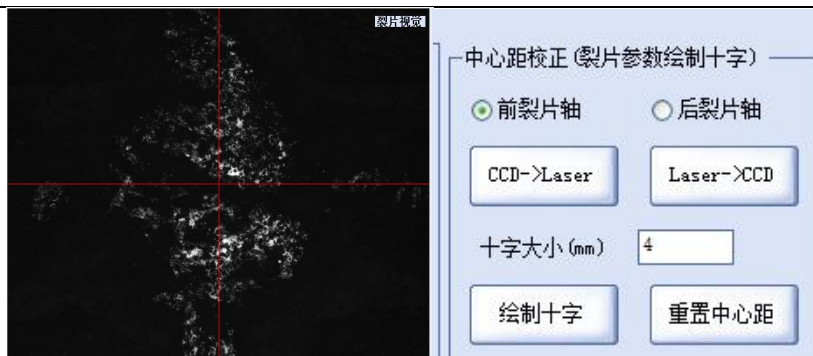 裂片视觉
中心距校正(裂片参数绘制十字)
前裂片轴 后裂片轴
CCD->Laser Laser->CCD
十字大小(mm) 4
绘制十字 重置中心距